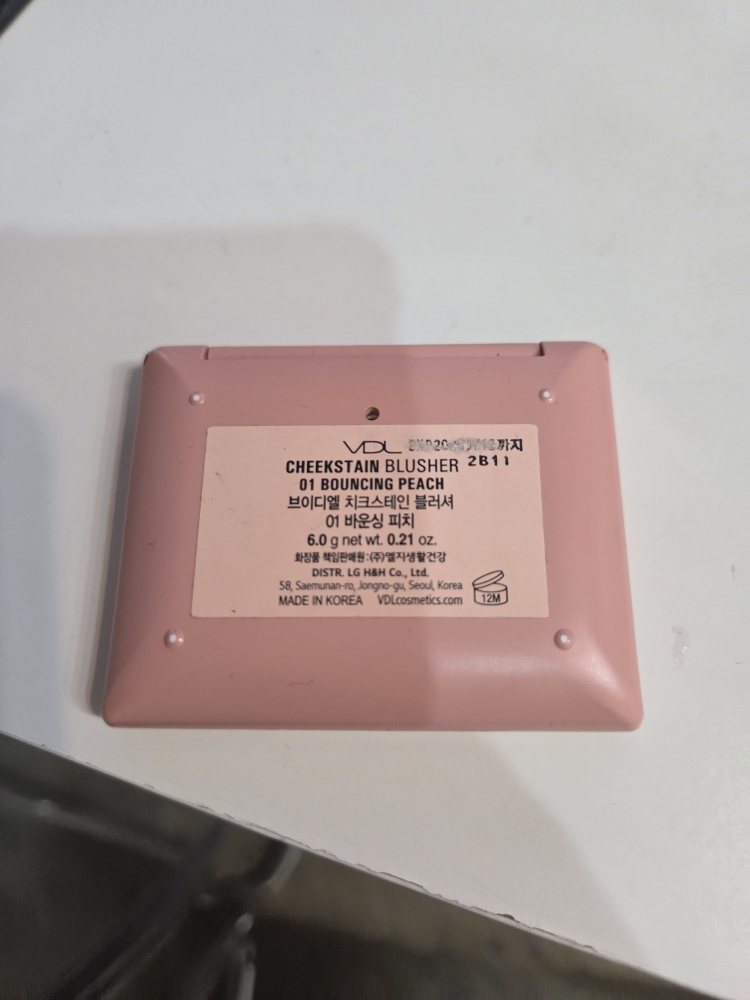 VDL 까지
CHEEKSTAIN BLUSHER 2B11
01 BOUNCING PEACH
브이디엘 치크스테인 블러셔
01 바운싱 피치
6.0 g net wt. 0.21 oz.
화장품 책임판매원:(주)엘지생활건강
DISTR. LG H&H Co., Ltd.
58, Saemunan-ro, Jongno-gu, Seoul, Korea
MADE IN KOREA VDLcosmetics.com
12M